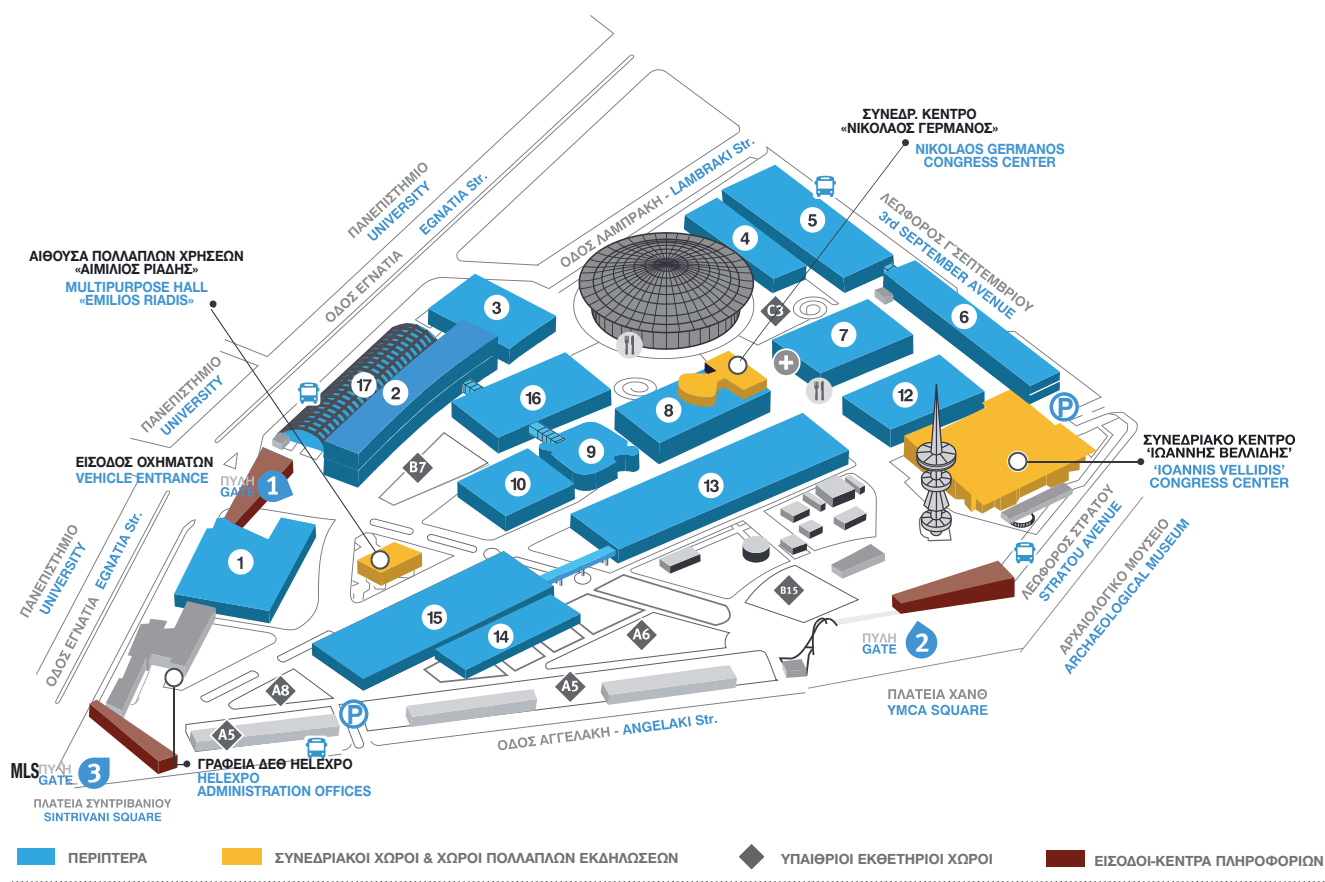 ΣΥΝΕΔΡ. ΚΕΝΤΡΟ
«ΝΙΚΟΛΑΟΣ ΓΕΡΜΑΝΟΣ»
NIKOLAOS GERMANOS
CONGRESS CENTER
ΟΔΟΣ ΛΑΜΠΡΑΚΗ - LAMBRAKI Str.
ΠΑΝΕΠΙΣΤΗΜΙΟ
UNIVERSITY
ΟΔΟΣ ΕΓΝΑΤΙΑ EGNATIA Str.
ΛΕΩΦΟΡΟΣ Γ'ΣΕΠΤΕΜΒΡΙΟΥ
3rd SEPTEMBER AVENUE
ΑΙΘΟΥΣΑ ΠΟΛΛΑΠΛΩΝ ΧΡΗΣΕΩΝ
«ΑΙΜΙΛΙΟΣ ΡΙΑΔΗΣ»
MULTIPURPOSE HALL
«EMILIOS RIADIS»
5
4
3
C3
6
7
17
2
16
8
12
P
ΠΑΝΕΠΙΣΤΗΜΙΟ
UNIVERSITY
ΣΥΝΕΔΡΙΑΚΟ ΚΕΝΤΡΟ
'ΙΩΑΝΝΗΣ ΒΕΛΛΙΔΗΣ'
'IOANNIS VELLIDIS'
CONGRESS CENTER
ΕΙΣΟΔΟΣ ΟΧΗΜΑΤΩΝ
VEHICLE ENTRANCE
ΠΥΛΗ
GATE
1
B7
9
10
13
ΠΑΝΕΠΙΣΤΗΜΙΟ
UNIVERSITY
ΟΔΟΣ ΕΓΝΑΤΙΑ EGNATIA Str.
1
15
14
B15
A6
ΛΕΩΦΟΡΟΣ ΣΤΡΑΤΟΥ
STRATOU AVENUE
ΑΡΧΑΙΟΛΟΓΙΚΟ ΜΟΥΣΕΙΟ
ARCHAEOLOGICAL MUSEUM
ΠΥΛΗ
GATE
2
A8
A5
A5
P
ΠΛΑΤΕΙΑ ΧΑΝΘ
YMCA SQUARE
ΟΔΟΣ ΑΓΓΕΛΑΚΗ - ANGELAKI Str.
ΓΡΑΦΕΙΑ ΔΕΘ HELEXPO
HELEXPO
ADMINISTRATION OFFICES
MLS
ΠΥΛΗ
GATE
3
ΠΛΑΤΕΙΑ ΣΥΝΤΡΙΒΑΝΙΟΥ
SINTRIVANI SQUARE
ΠΕΡΙΠΤΕΡΑ
ΣΥΝΕΔΡΙΑΚΟΙ ΧΩΡΟΙ & ΧΩΡΟΙ ΠΟΛΛΑΠΛΩΝ ΕΚΔΗΛΩΣΕΩΝ
ΥΠΑΙΘΡΙΟΙ ΕΚΘΕΤΗΡΙΟΙ ΧΩΡΟΙ
ΕΙΣΟΔΟΙ-ΚΕΝΤΡΑ ΠΛΗΡΟΦΟΡΙΩΝ